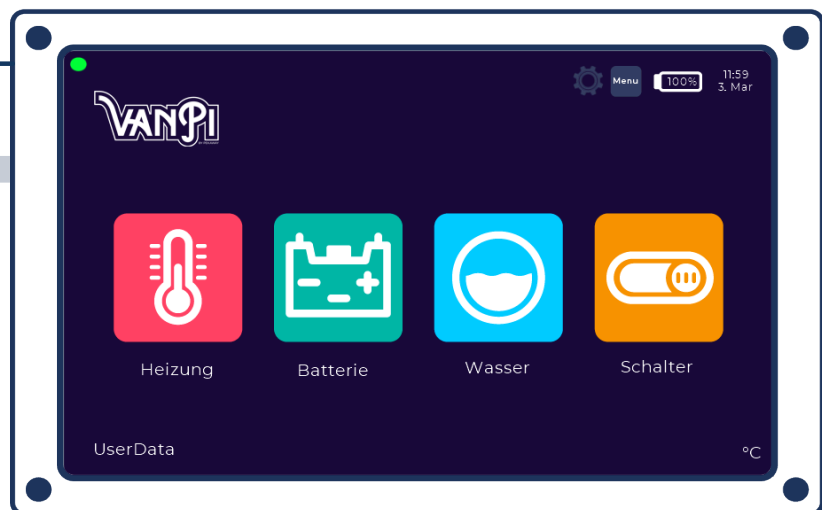 Menu
100%
11:59
3. Mar
VANPI
Heizung
Batterie
Wasser
Schalter
UserData
°C